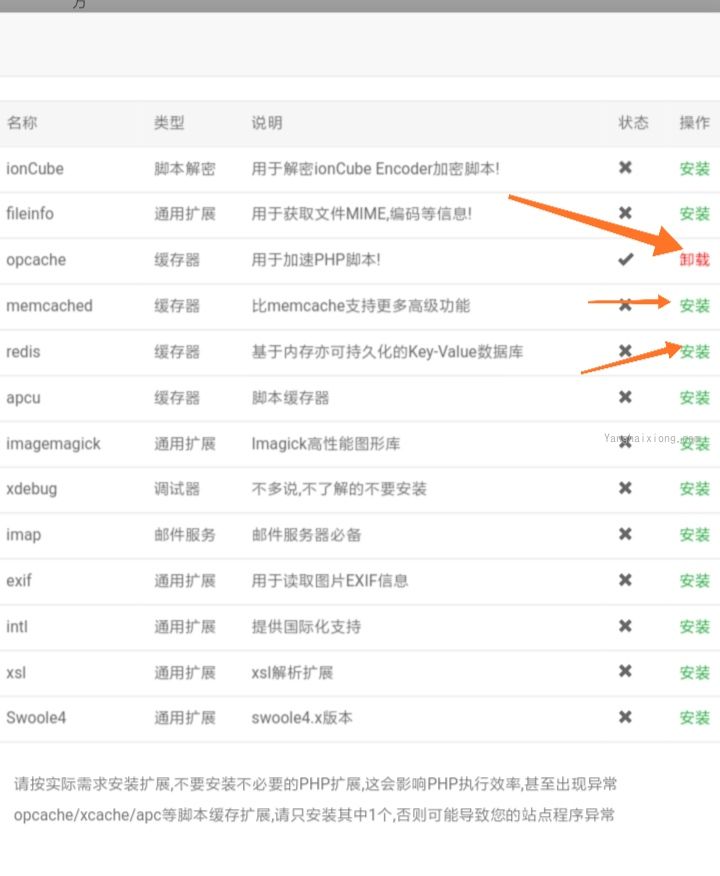 名称 类型 说明 状态 操作
ionCube 脚本解密 用于解密ionCube Encoder加密脚本! 安装
fileinfo 通用扩展 用于获取文件MIME,编码等信息! 安装
opcache 缓存器 用于加速PHP脚本! 卸载
memcached 缓存器 比memcache支持更多高级功能 安装
redis 缓存器 基于内存亦可持久化的Key-Value数据库 安装
apcu 缓存器 脚本缓存器 安装
imagemagick 通用扩展 Imagick高性能图形库 安装
xdebug 调试器 不多说,不了解的不要安装 安装
imap 邮件服务 邮件服务器必备 安装
exif 通用扩展 用于读取图片EXIF信息 安装
intl 通用扩展 提供国际化支持 安装
xsl 通用扩展 xsl解析扩展 安装
Swoole4 通用扩展 swoole4.x版本 安装
请按实际需求安装扩展,不要安装不必要的PHP扩展,这会影响PHP执行效率,甚至出现异常
opcache/xcache/apc等脚本缓存扩展,请只安装其中1个,否则可能导致您的站点程序异常